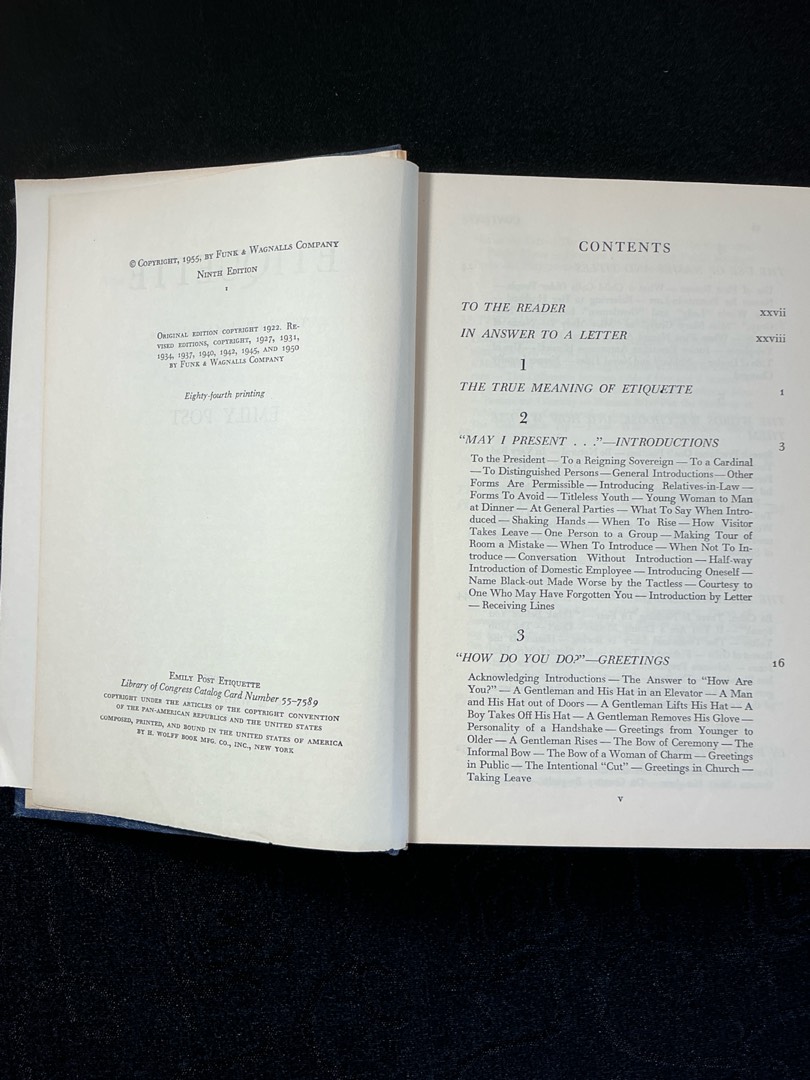 © Copyright, 1955, by Funk & Wagnalls Company
Ninth Edition
1
Original edition copyright 1922. Re-
vised editions, copyright, 1927, 1931,
1934, 1937, 1940, 1942, 1945, and 1950
by Funk & Wagnalls Company
Eighty-fourth printing
Emily Post Etiquette
Library of Congress Catalog Card Number 55-7589
copyright under the articles of the copyright convention
of the pan-american republics and the united states
composed, printed, and bound in the united states of america
by h. wolff book mfg. co., inc., new york
CONTENTS
TO THE READER xxvii
IN ANSWER TO A LETTER xxviii
1
THE TRUE MEANING OF ETIQUETTE 1
2
“MAY I PRESENT . . .”—INTRODUCTIONS 3
To the President — To a Reigning Sovereign — To a Cardinal
— To Distinguished Persons — General Introductions — Other
Forms Are Permissible — Introducing Relatives-in-Law —
Forms To Avoid — Titleless Youth — Young Woman to Man
at Dinner — At General Parties — What To Say When Intro-
duced — Shaking Hands — When To Rise — How Visitor
Takes Leave — One Person to a Group — Making Tour of
Room a Mistake — When To Introduce — When Not To In-
troduce — Conversation Without Introduction — Half-way
Introduction of Domestic Employee — Introducing Oneself —
Name Black-out Made Worse by the Tactless — Courtesy to
One Who May Have Forgotten You — Introduction by Letter
— Receiving Lines
3
“HOW DO YOU DO?”—GREETINGS 16
Acknowledging Introductions — The Answer to “How Are
You?” — A Gentleman and His Hat in an Elevator — A Man
and His Hat out of Doors — A Gentleman Lifts His Hat — A
Boy Takes Off His Hat — A Gentleman Removes His Glove —
Personality of a Handshake — Greetings from Younger to
Older — A Gentleman Rises — The Bow of Ceremony — The
Informal Bow — The Bow of a Woman of Charm — Greetings
in Public — The Intentional “Cut” — Greetings in Church —
Taking Leave
v